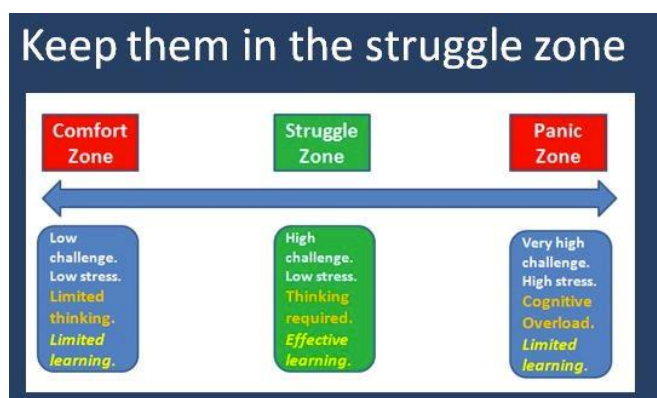 Keep them in the struggle zone
Comfort
Zone
Struggle
Zone
Panic
Zone
Low
challenge.
Low stress.
Limited
thinking.
Limited
learning.
High
challenge.
Low stress.
Thinking
required.
Effective
learning.
Very high
challenge.
High stress.
Cognitive
Overload.
Limited
learning.